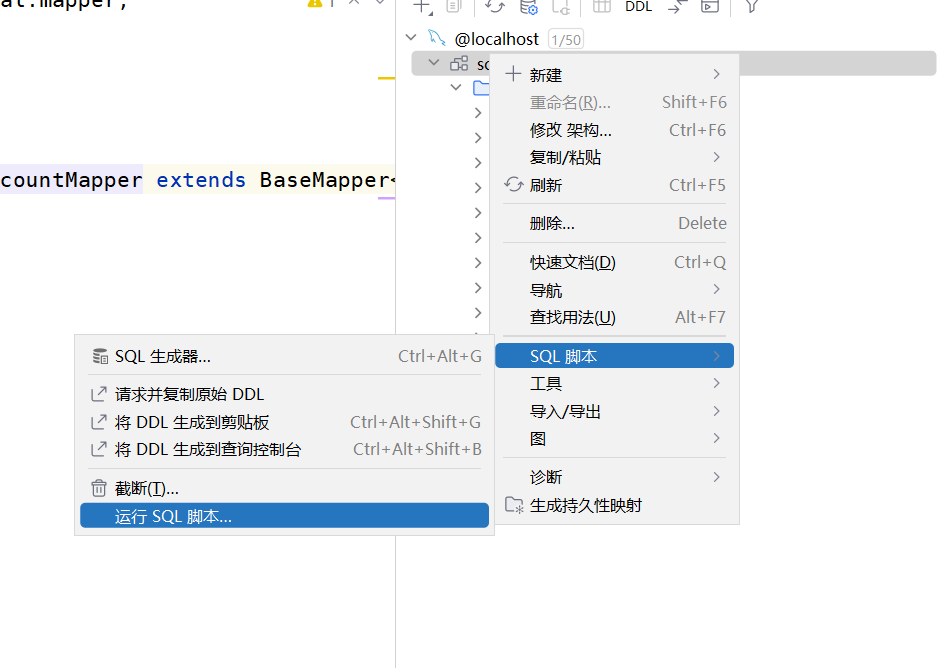 al.mapper;
1
DDL
@localhost 1/50
sc
新建
重命名(R)... Shift+F6
修改 架构... Ctrl+F6
复制/粘贴
countMapper extends BaseMapper<
刷新 Ctrl+F5
删除... Delete
快速文档(D) Ctrl+Q
导航
查找用法(U) Alt+F7
SQL 脚本
工具
导入/导出
图
诊断
生成持久性映射
SQL 生成器... Ctrl+Alt+G
请求并复制原始 DDL
将 DDL 生成到剪贴板 Ctrl+Alt+Shift+G
将 DDL 生成到查询控制台 Ctrl+Alt+Shift+B
截断(T)...
运行 SQL 脚本...